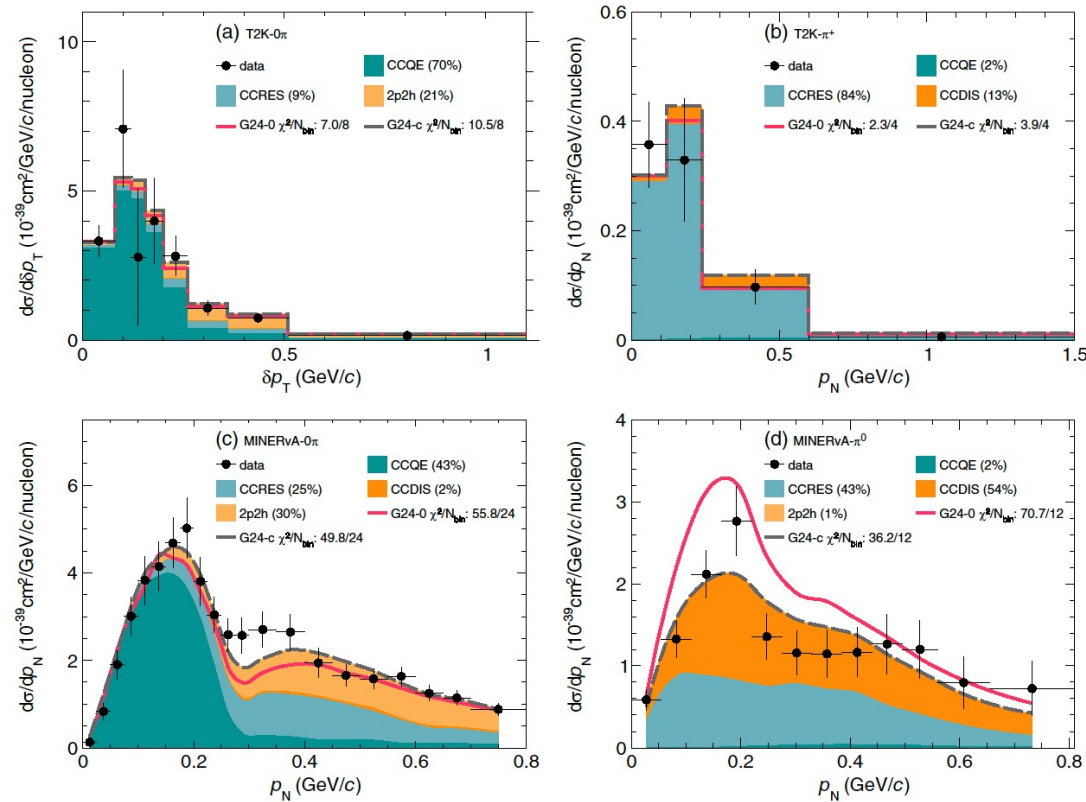 (a) T2K-0π
data
CCQE (70%)
CCRES (9%)
2p2h (21%)
G24-0 χ²/N_bin: 7.0/8
G24-c χ²/N_bin: 10.5/8
10
5
0
0
0.5
1
dσ/dδp_T (10⁻³⁹cm²/GeV/c/nucleon)
δp_T (GeV/c)
(b) T2K-π⁺
data
CCQE (2%)
CCRES (84%)
CCDIS (13%)
G24-0 χ²/N_bin: 2.3/4
G24-c χ²/N_bin: 3.9/4
0.6
0.4
0.2
0
0
0.5
1
1.5
dσ/dp_N (10⁻³⁹cm²/GeV/c/nucleon)
p_N (GeV/c)
(c) MINERvA-0π
data
CCQE (43%)
CCRES (25%)
CCDIS (2%)
2p2h (30%)
G24-0 χ²/N_bin: 55.8/24
G24-c χ²/N_bin: 49.8/24
6
4
2
0
0
0.2
0.4
0.6
0.8
dσ/dp_N (10⁻³⁹cm²/GeV/c/nucleon)
p_N (GeV/c)
(d) MINERvA-π⁰
data
CCQE (2%)
CCRES (43%)
CCDIS (54%)
2p2h (1%)
G24-0 χ²/N_bin: 70.7/12
G24-c χ²/N_bin: 36.2/12
4
3
2
1
0
0
0.2
0.4
0.6
0.8
dσ/dp_N (10⁻³⁹cm²/GeV/c/nucleon)
p_N (GeV/c)